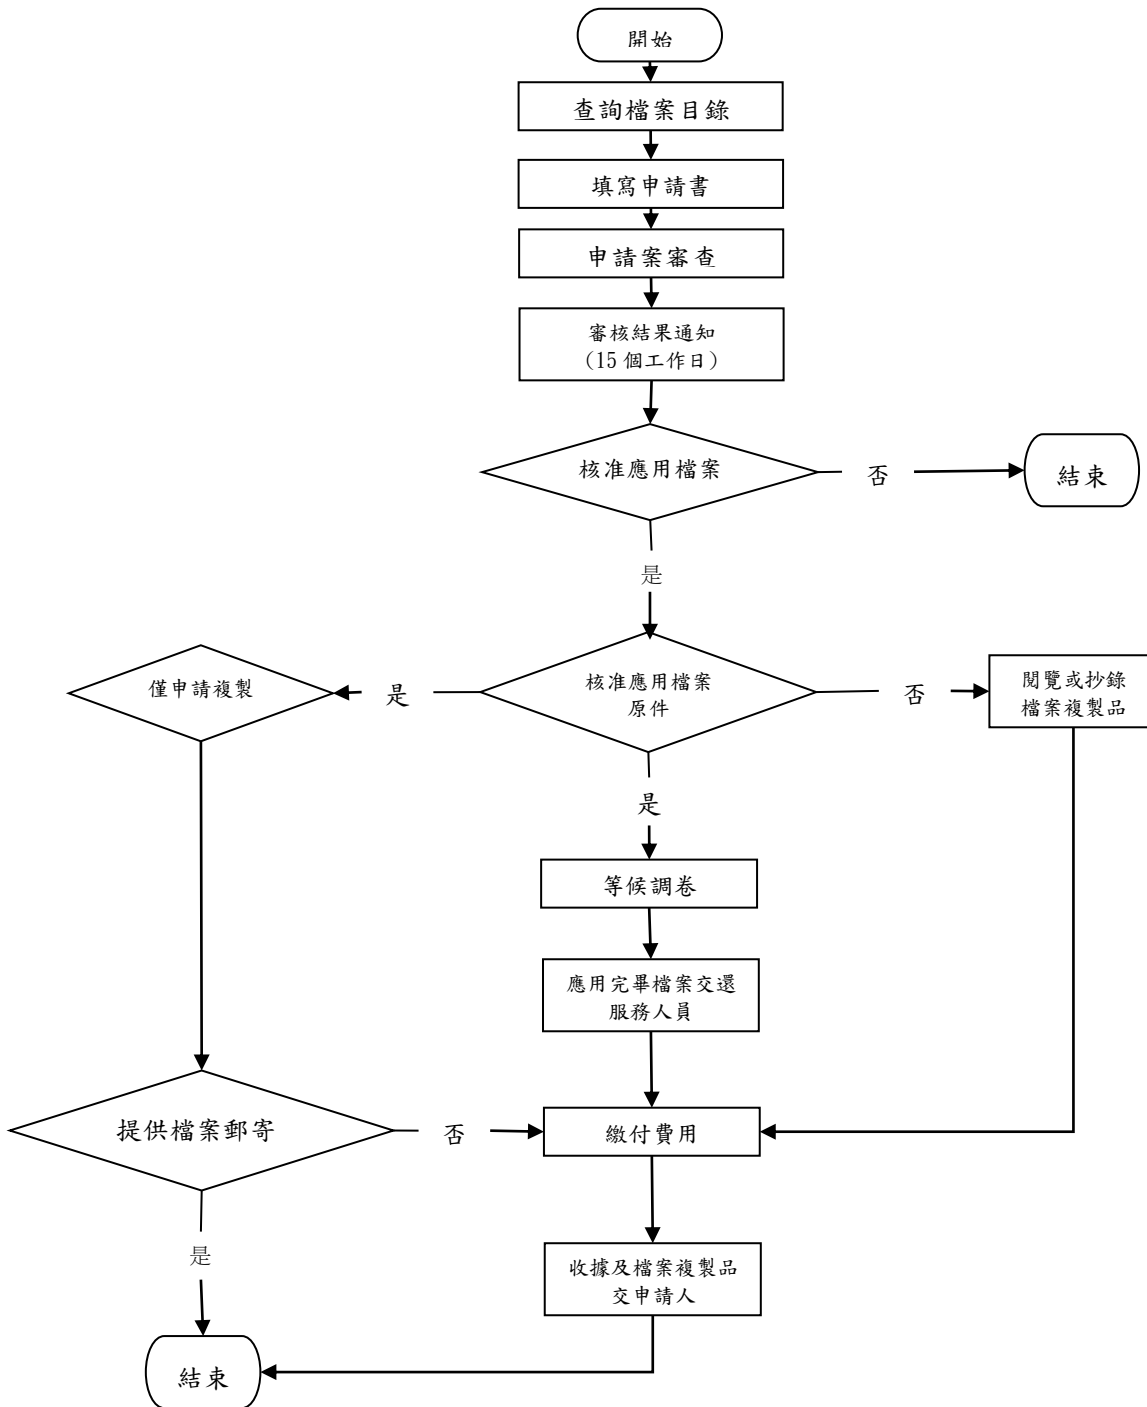 開始
查詢檔案目錄
填寫申請書
申請案審查
審核結果通知
(15 個工作日)
核准應用檔案
否
結束
是
僅申請複製
是
核准應用檔案
原件
否
閱覽或抄錄
檔案複製品
是
等候調卷
應用完畢檔案交還
服務人員
提供檔案郵寄
否
繳付費用
是
收據及檔案複製品
交申請人
結束